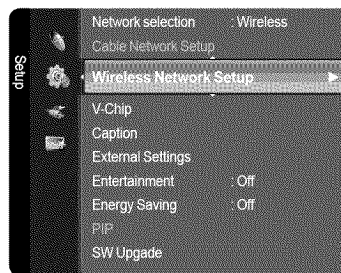 Setup
Network selection : Wireless
Cable Network Setup
Wireless Network Setup
V-Chip
Caption
External Settings
Entertainment : Off
Energy Saving : Off
PIP
SW Upgade